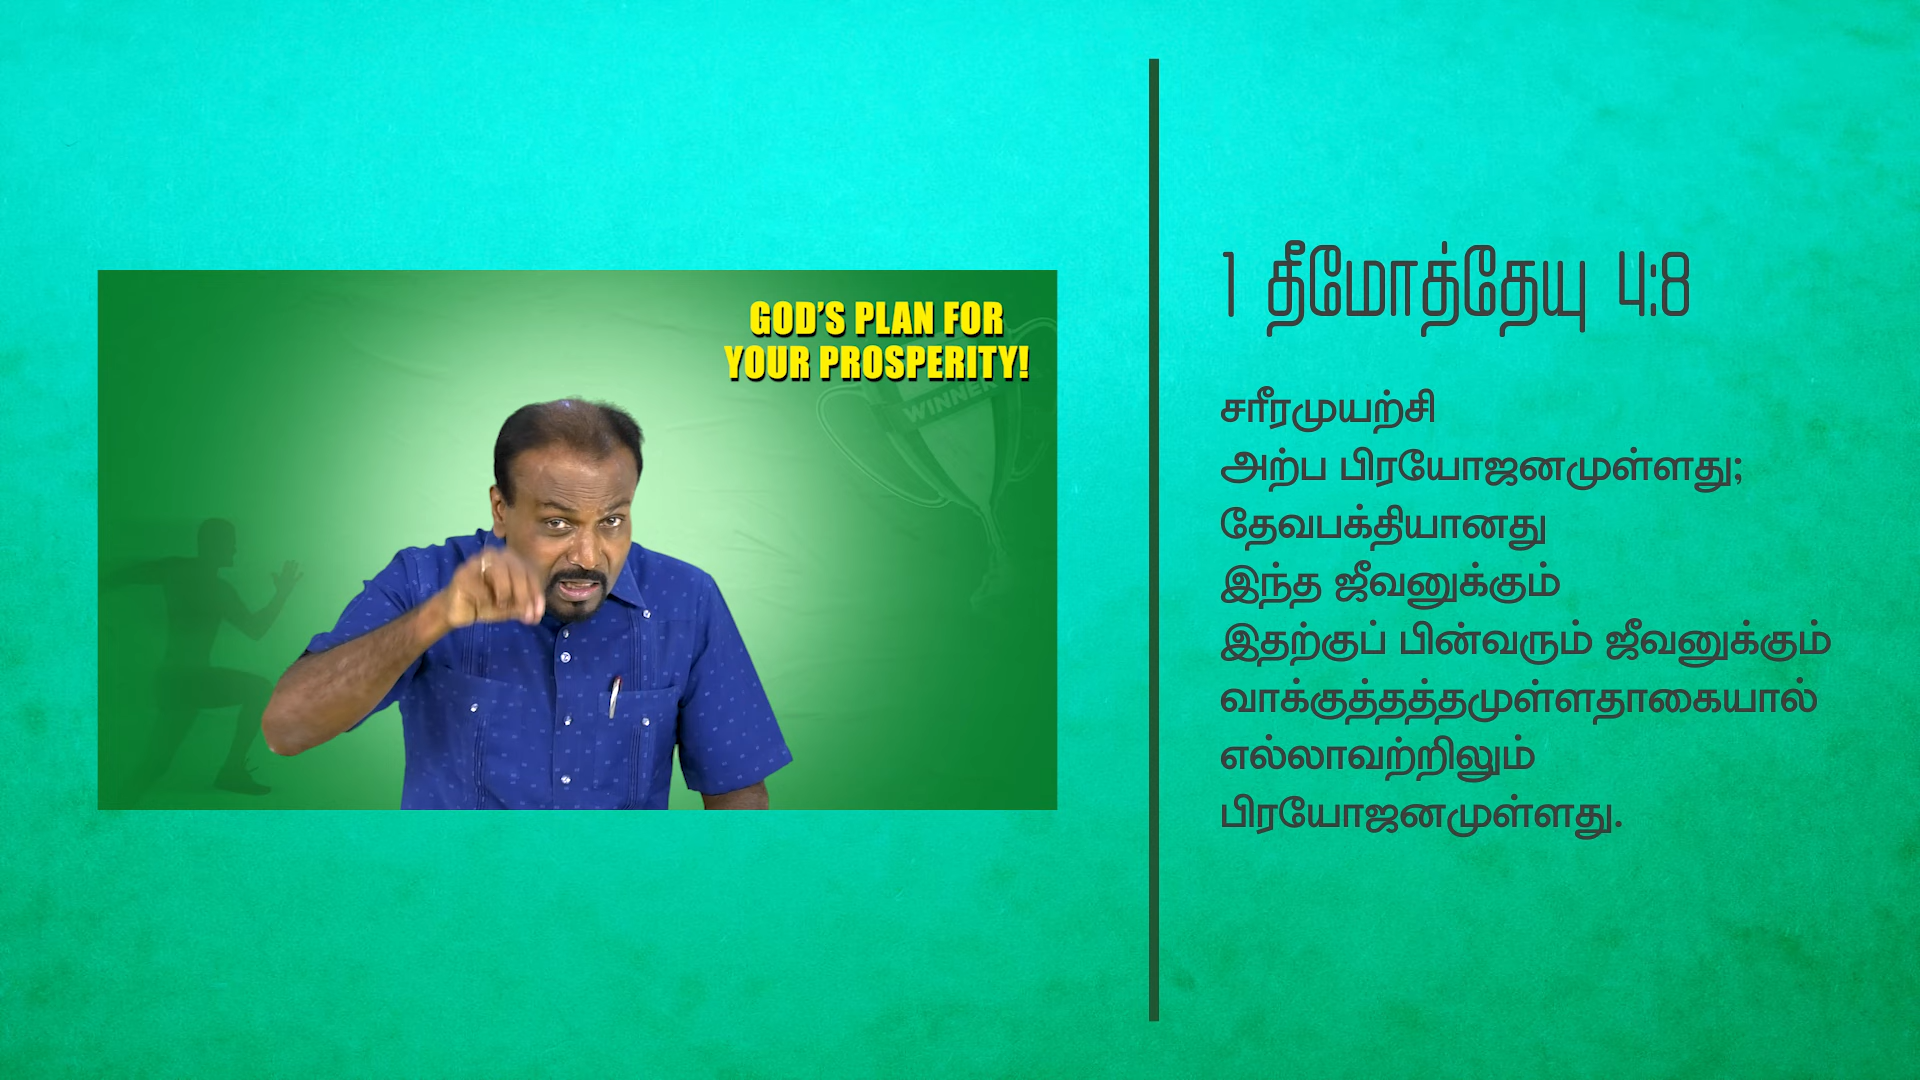 GOD'S PLAN FOR
YOUR PROSPERITY!
WINNER
1 தீமோத்தேயு 4:8
சரீரமுயற்சி
அற்ப பிரயோஜனமுள்ளது;
தேவபக்தியானது
இந்த ஜீவனுக்கும்
இதற்குப் பின்வரும் ஜீவனுக்கும்
வாக்குத்தத்தமுள்ளதாகையால்
எல்லாவற்றிலும்
பிரயோஜனமுள்ளது.